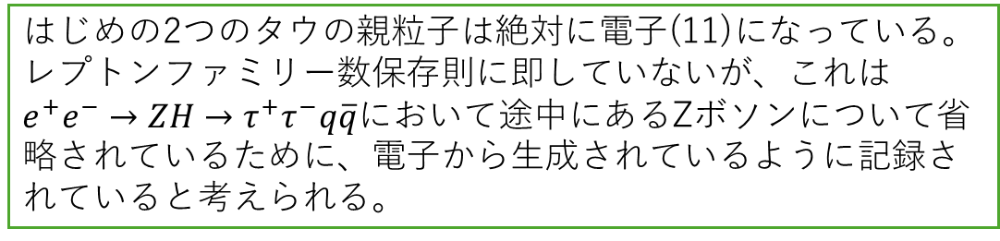 はじめの2つのタウの親粒子は絶対に電子(11)になっている。
レプトンファミリー数保存則に即していないが、これは
𝑒⁺𝑒⁻ → 𝑍𝐻 → 𝜏⁺𝜏⁻𝑞𝑞̄において途中にあるZボソンについて省
略されているために、電子から生成されているように記録さ
れていると考えられる。